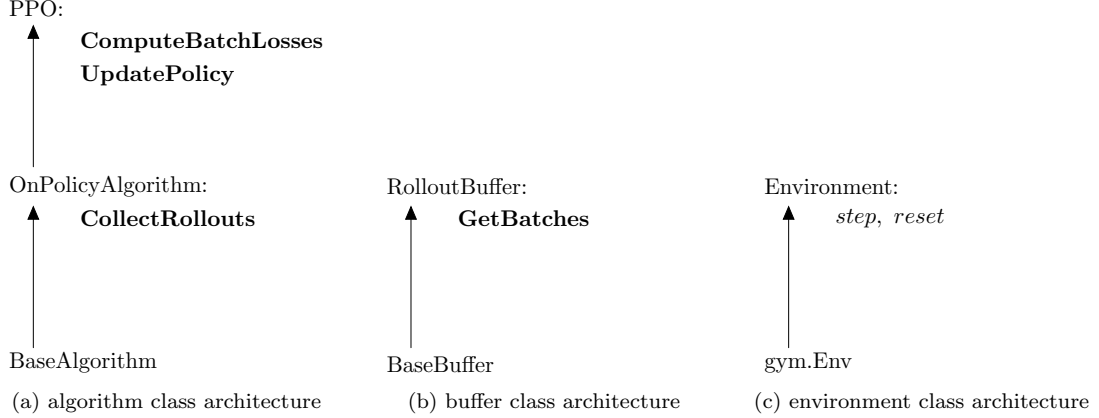 PPO:
ComputeBatchLosses
UpdatePolicy
OnPolicyAlgorithm:
CollectRollouts
BaseAlgorithm
(a) algorithm class architecture
RolloutBuffer:
GetBatches
BaseBuffer
(b) buffer class architecture
Environment:
step, reset
gym.Env
(c) environment class architecture